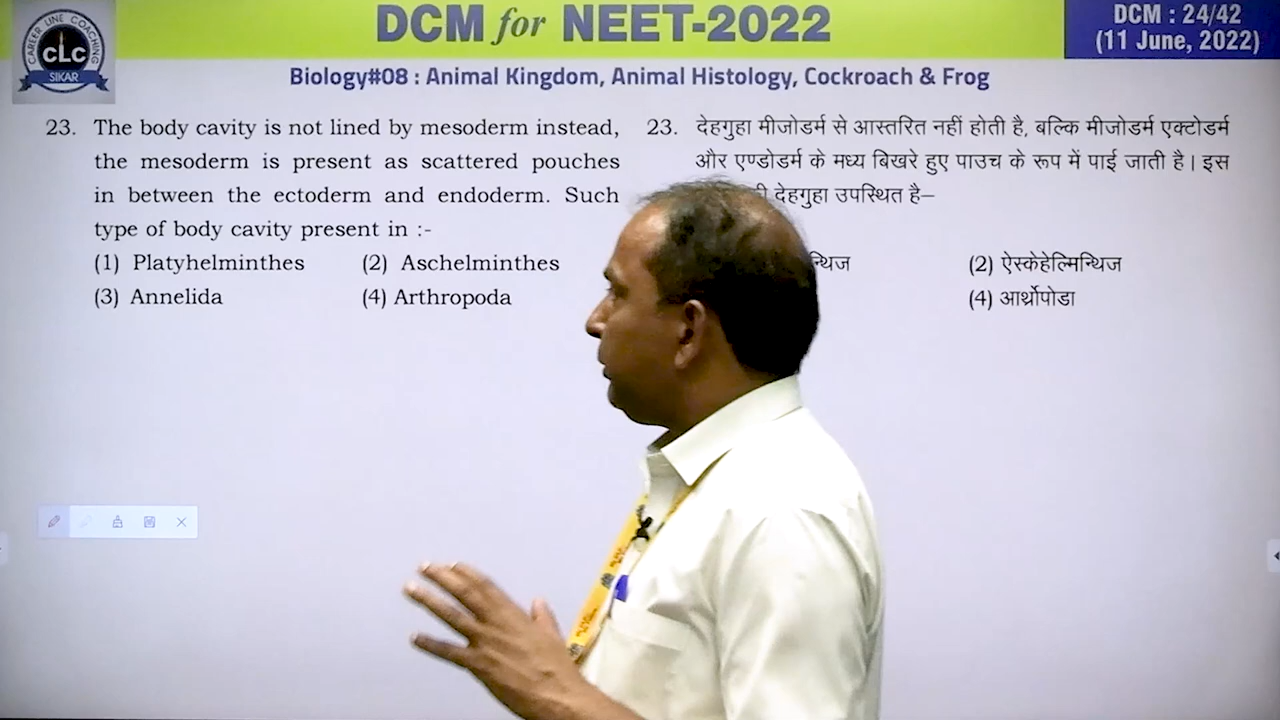 DCM for NEET-2022
DCM : 24/42
(11 June, 2022)
CAREER LINE COACHING
CLC
SIKAR
Biology#08 : Animal Kingdom, Animal Histology, Cockroach & Frog
23. The body cavity is not lined by mesoderm instead,
the mesoderm is present as scattered pouches
in between the ectoderm and endoderm. Such
type of body cavity present in :-
(1) Platyhelminthes (2) Aschelminthes
(3) Annelida (4) Arthropoda
23. देहगुहा मीजोडर्म से आस्तरित नहीं होती है, बल्कि मीजोडर्म एक्टोडर्म
और एण्डोडर्म के मध्य बिखरे हुए पाउच के रूप में पाई जाती है। इस
देहगुहा उपस्थित है–
(2) ऐस्केहेल्मिन्थिज
(4) आर्थ्रोपोडा